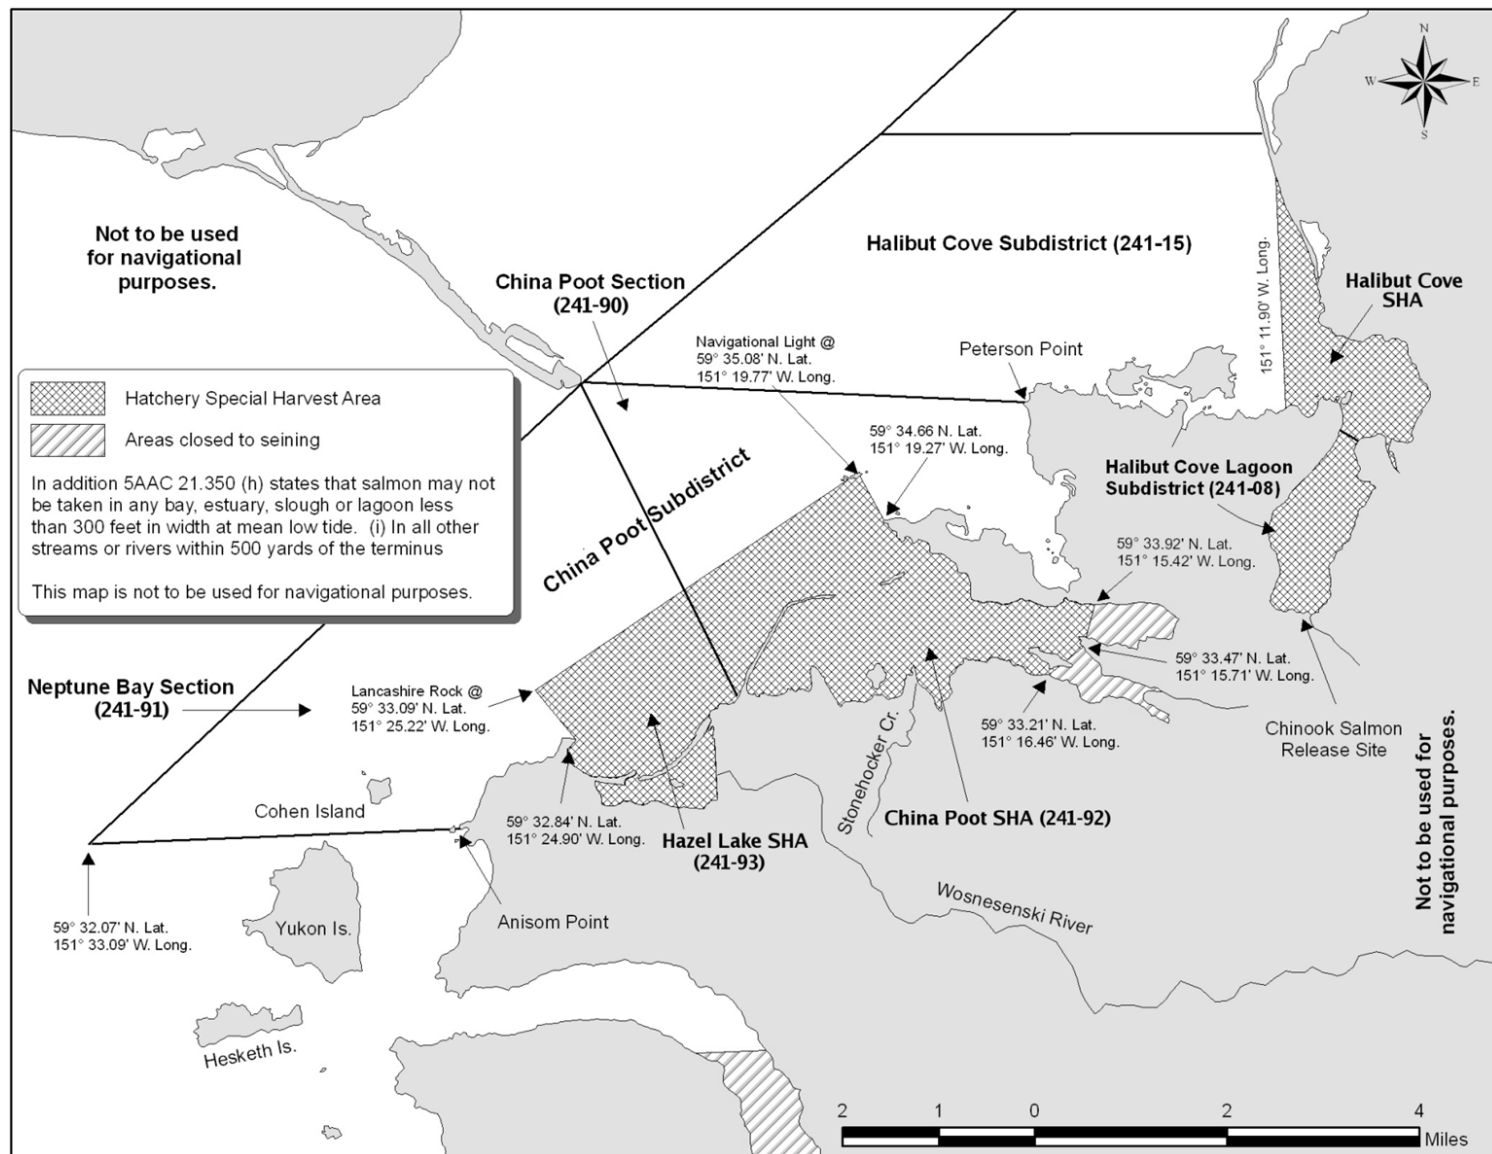 N
W
E
S
Not to be used
for navigational
purposes.
Halibut Cove Subdistrict (241-15)
151° 11.90' W. Long.
Halibut Cove
SHA
China Poot Section
(241-90)
Navigational Light @
59° 35.08' N. Lat.
151° 19.77' W. Long.
Peterson Point
Hatchery Special Harvest Area
Areas closed to seining
In addition 5AAC 21.350 (h) states that salmon may not
be taken in any bay, estuary, slough or lagoon less
than 300 feet in width at mean low tide. (i) In all other
streams or rivers within 500 yards of the terminus
This map is not to be used for navigational purposes.
59° 34.66 N. Lat.
151° 19.27' W. Long.
Halibut Cove Lagoon
Subdistrict (241-08)
China Poot Subdistrict
59° 33.92' N. Lat.
151° 15.42' W. Long.
59° 33.47' N. Lat.
151° 15.71' W. Long.
Neptune Bay Section
(241-91)
Lancashire Rock @
59° 33.09' N. Lat.
151° 25.22' W. Long.
59° 33.21' N. Lat.
151° 16.46' W. Long.
Chinook Salmon
Release Site
Stonehocker Cr.
Cohen Island
59° 32.84' N. Lat.
151° 24.90' W. Long.
Hazel Lake SHA
(241-93)
China Poot SHA (241-92)
Not to be used for
navigational purposes.
59° 32.07' N. Lat.
151° 33.09' W. Long.
Yukon Is.
Anisom Point
Wosnesenski River
Hesketh Is.
2 1 0 2 4
Miles